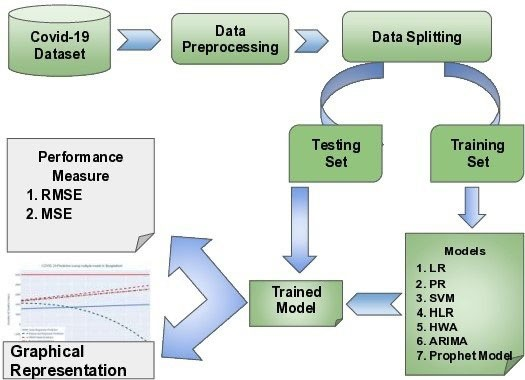 Covid-19
Dataset
Data
Preprocessing
Data Splitting
Testing
Set
Training
Set
Performance
Measure
1. RMSE
2. MSE
Models
1. LR
2. PR
3. SVM
4. HLR
5. HWA
6. ARIMA
7. Prophet Model
Trained
Model
Graphical
Representation